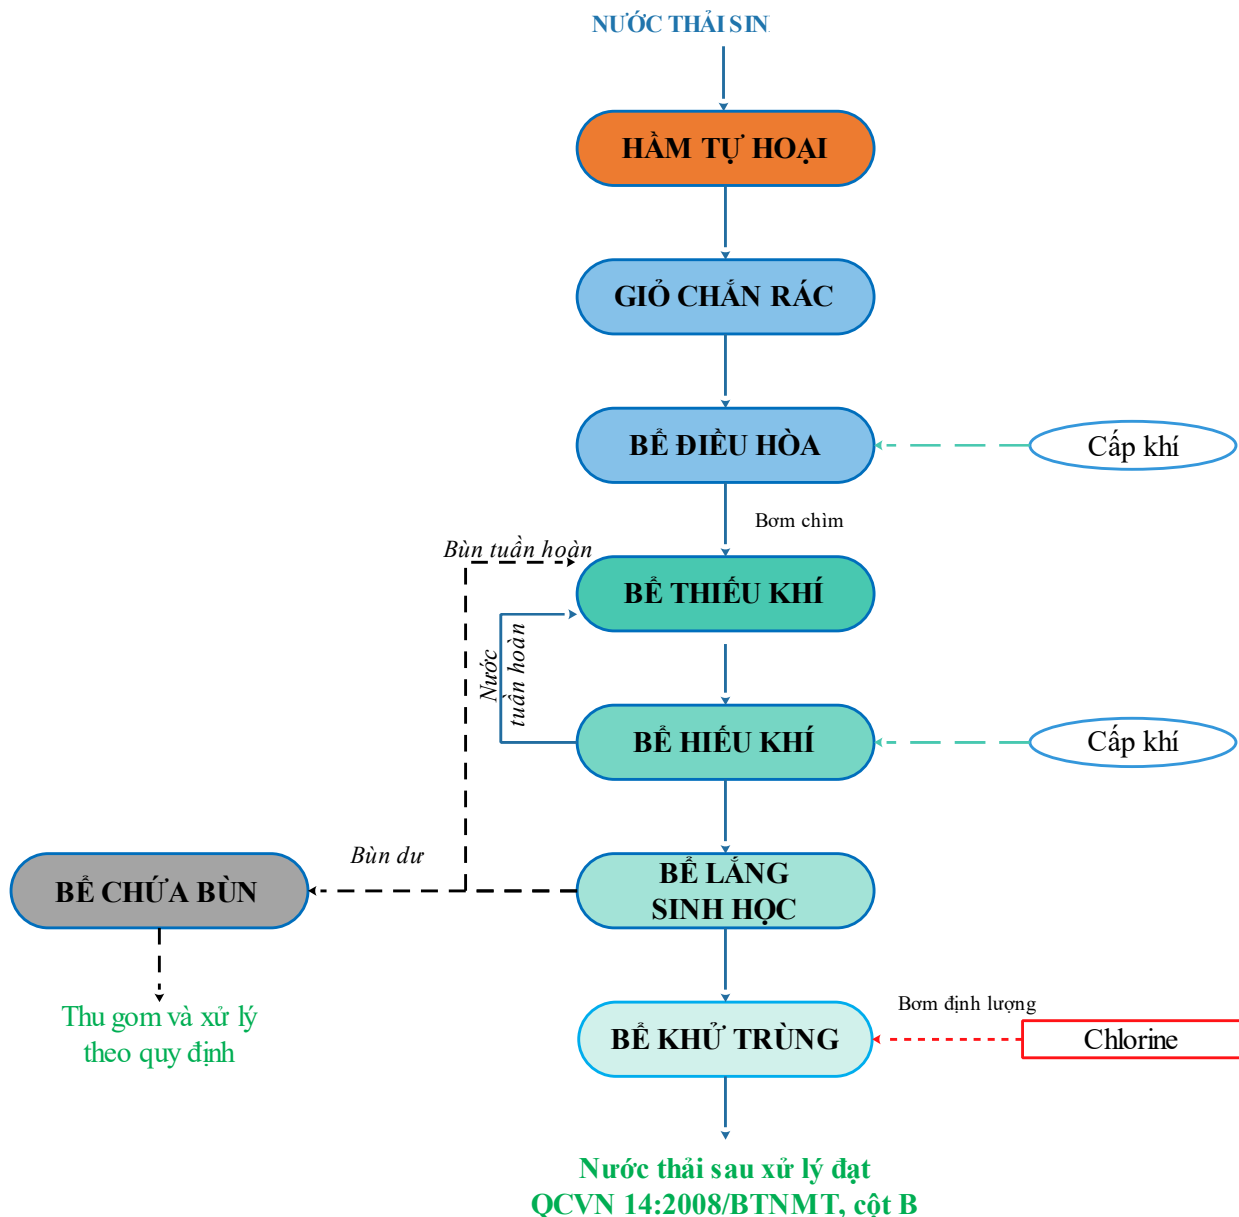 NƯỚC THẢI SIN
HẦM TỰ HOẠI
GIỎ CHẮN RÁC
BỂ ĐIỀU HÒA
Cấp khí
Bơm chìm
Bùn tuần hoàn
BỂ THIẾU KHÍ
Nước
tuần hoàn
BỂ HIẾU KHÍ
Cấp khí
Bùn dư
BỂ CHỨA BÙN
BỂ LẮNG
SINH HỌC
Thu gom và xử lý
theo quy định
Bơm định lượng
BỂ KHỬ TRÙNG
Chlorine
Nước thải sau xử lý đạt
QCVN 14:2008/BTNMT, cột B